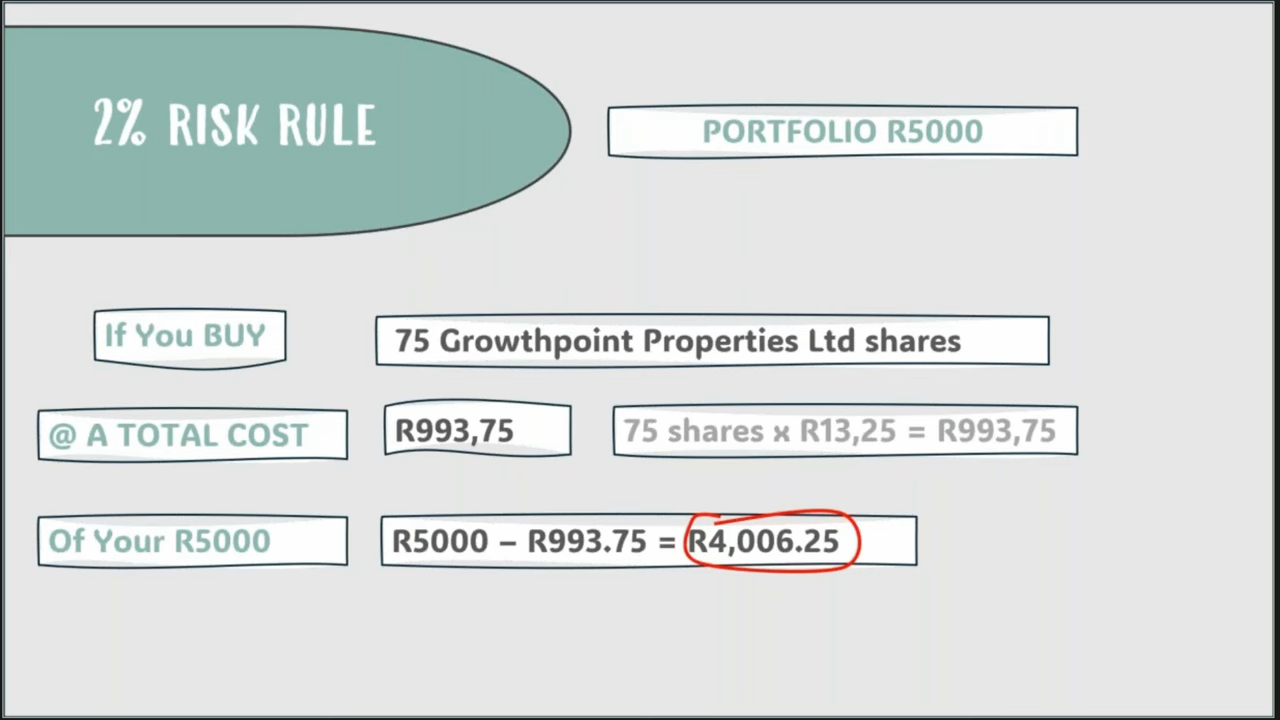 2% RISK RULE
PORTFOLIO R5000
If You BUY
75 Growthpoint Properties Ltd shares
@ A TOTAL COST
R993,75
75 shares x R13,25 = R993,75
Of Your R5000
R5000 – R993.75 = R4,006.25